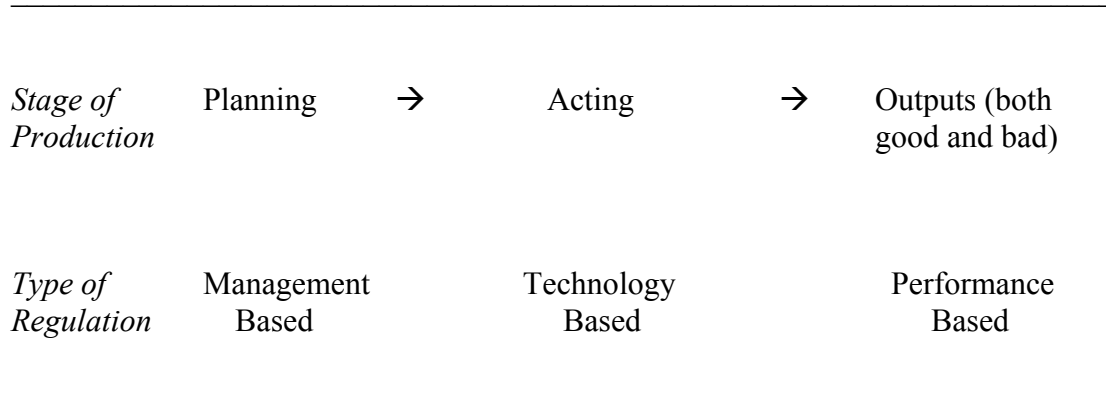 Stage of Planning → Acting → Outputs (both
Production good and bad)
Type of Management Technology Performance
Regulation Based Based Based